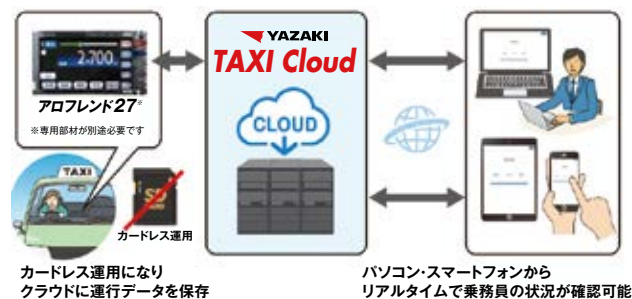 YAZAKI
TAXI Cloud
2,700
アロフレンド27※
※専用部材が別途必要です
CLOUD
TAXI
SD
カードレス運用
カードレス運用になり
クラウドに運行データを保存
パソコン・スマートフォンから
リアルタイムで乗務員の状況が確認可能